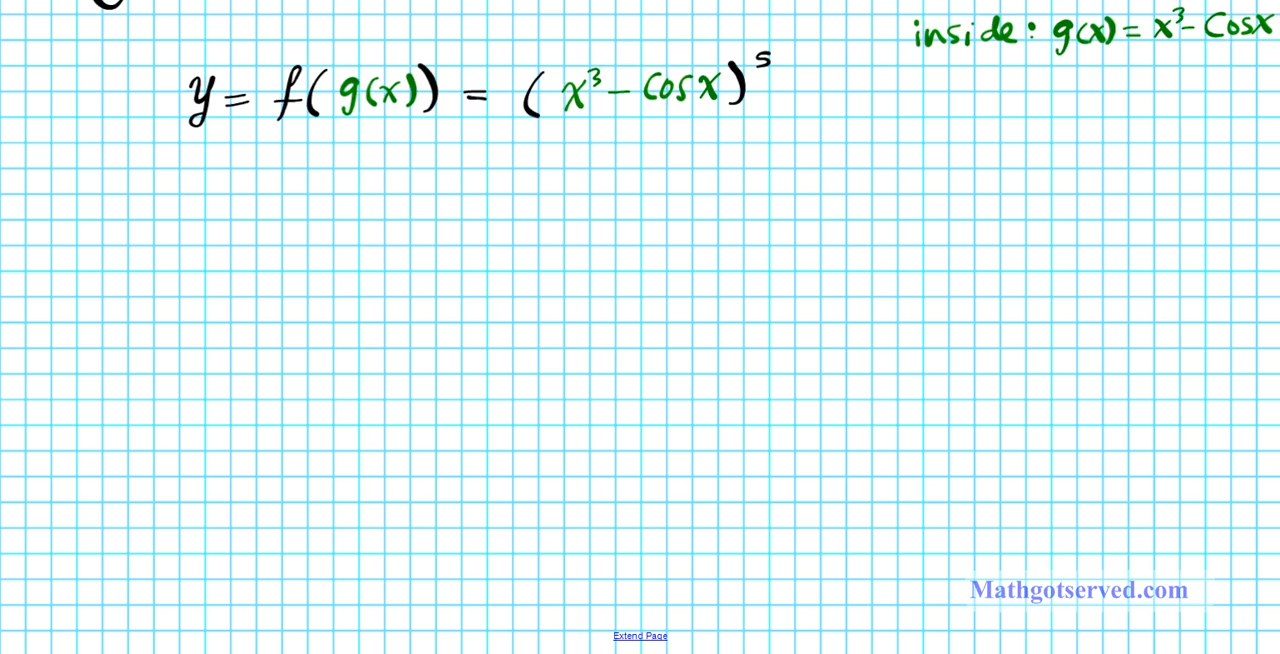 inside: g(x) = x³ - Cosx
y = f(g(x)) = (x³ - cosx)⁵
Mathgotserved.com
Extend Page